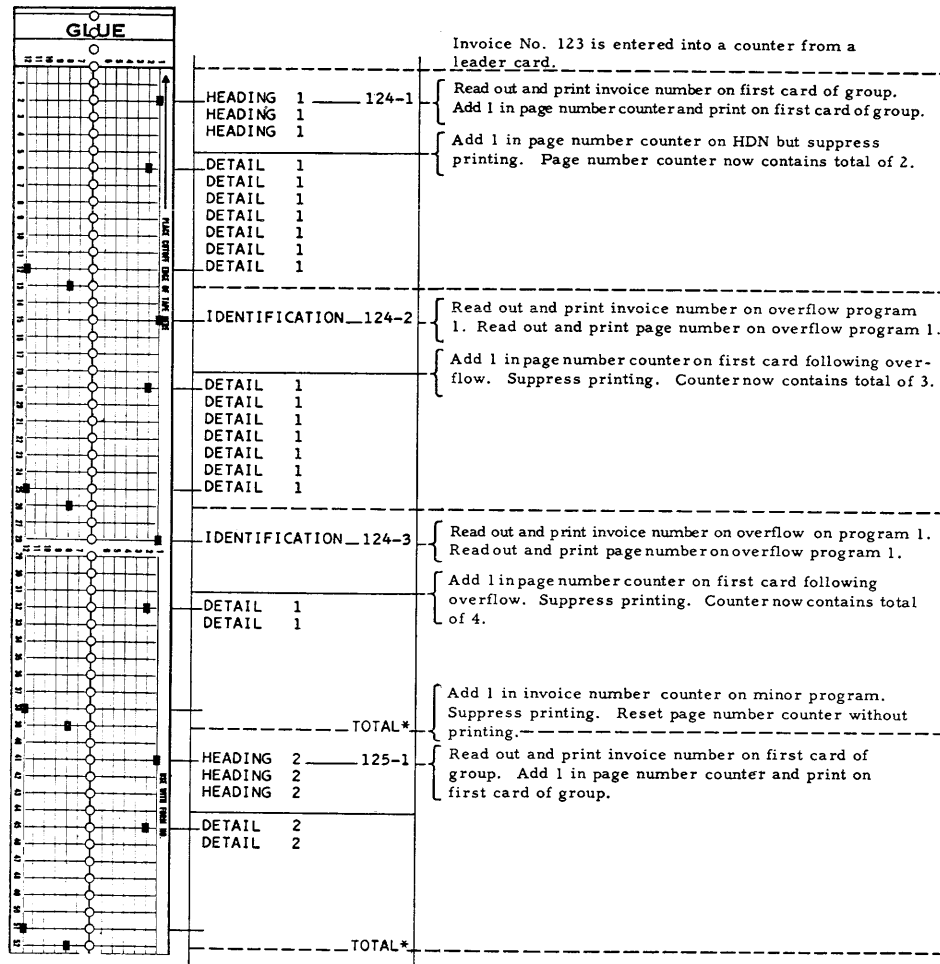 GLUE
Invoice No. 123 is entered into a counter from a
leader card.
HEADING 1 124-1
HEADING 1
HEADING 1
Read out and print invoice number on first card of group.
Add 1 in page number counter and print on first card of group.
Add 1 in page number counter on HDN but suppress
printing. Page number counter now contains total of 2.
DETAIL 1
DETAIL 1
DETAIL 1
DETAIL 1
DETAIL 1
DETAIL 1
DETAIL 1
PLACE CUTOFF EDGE OF TAPE HERE
IDENTIFICATION 124-2
Read out and print invoice number on overflow program
1. Read out and print page number on overflow program 1.
Add 1 in page number counter on first card following over-
flow. Suppress printing. Counter now contains total of 3.
DETAIL 1
DETAIL 1
DETAIL 1
DETAIL 1
DETAIL 1
DETAIL 1
DETAIL 1
IDENTIFICATION 124-3
Read out and print invoice number on overflow on program 1.
Read out and print page number on overflow program 1.
Add 1 in page number counter on first card following
overflow. Suppress printing. Counter now contains total
of 4.
DETAIL 1
DETAIL 1
Add 1 in invoice number counter on minor program.
Suppress printing. Reset page number counter without
printing.
TOTAL*
HEADING 2 125-1
HEADING 2
HEADING 2
Read out and print invoice number on first card of
group. Add 1 in page number counter and print on
first card of group.
USE WITH FORM NO.
DETAIL 2
DETAIL 2
TOTAL*